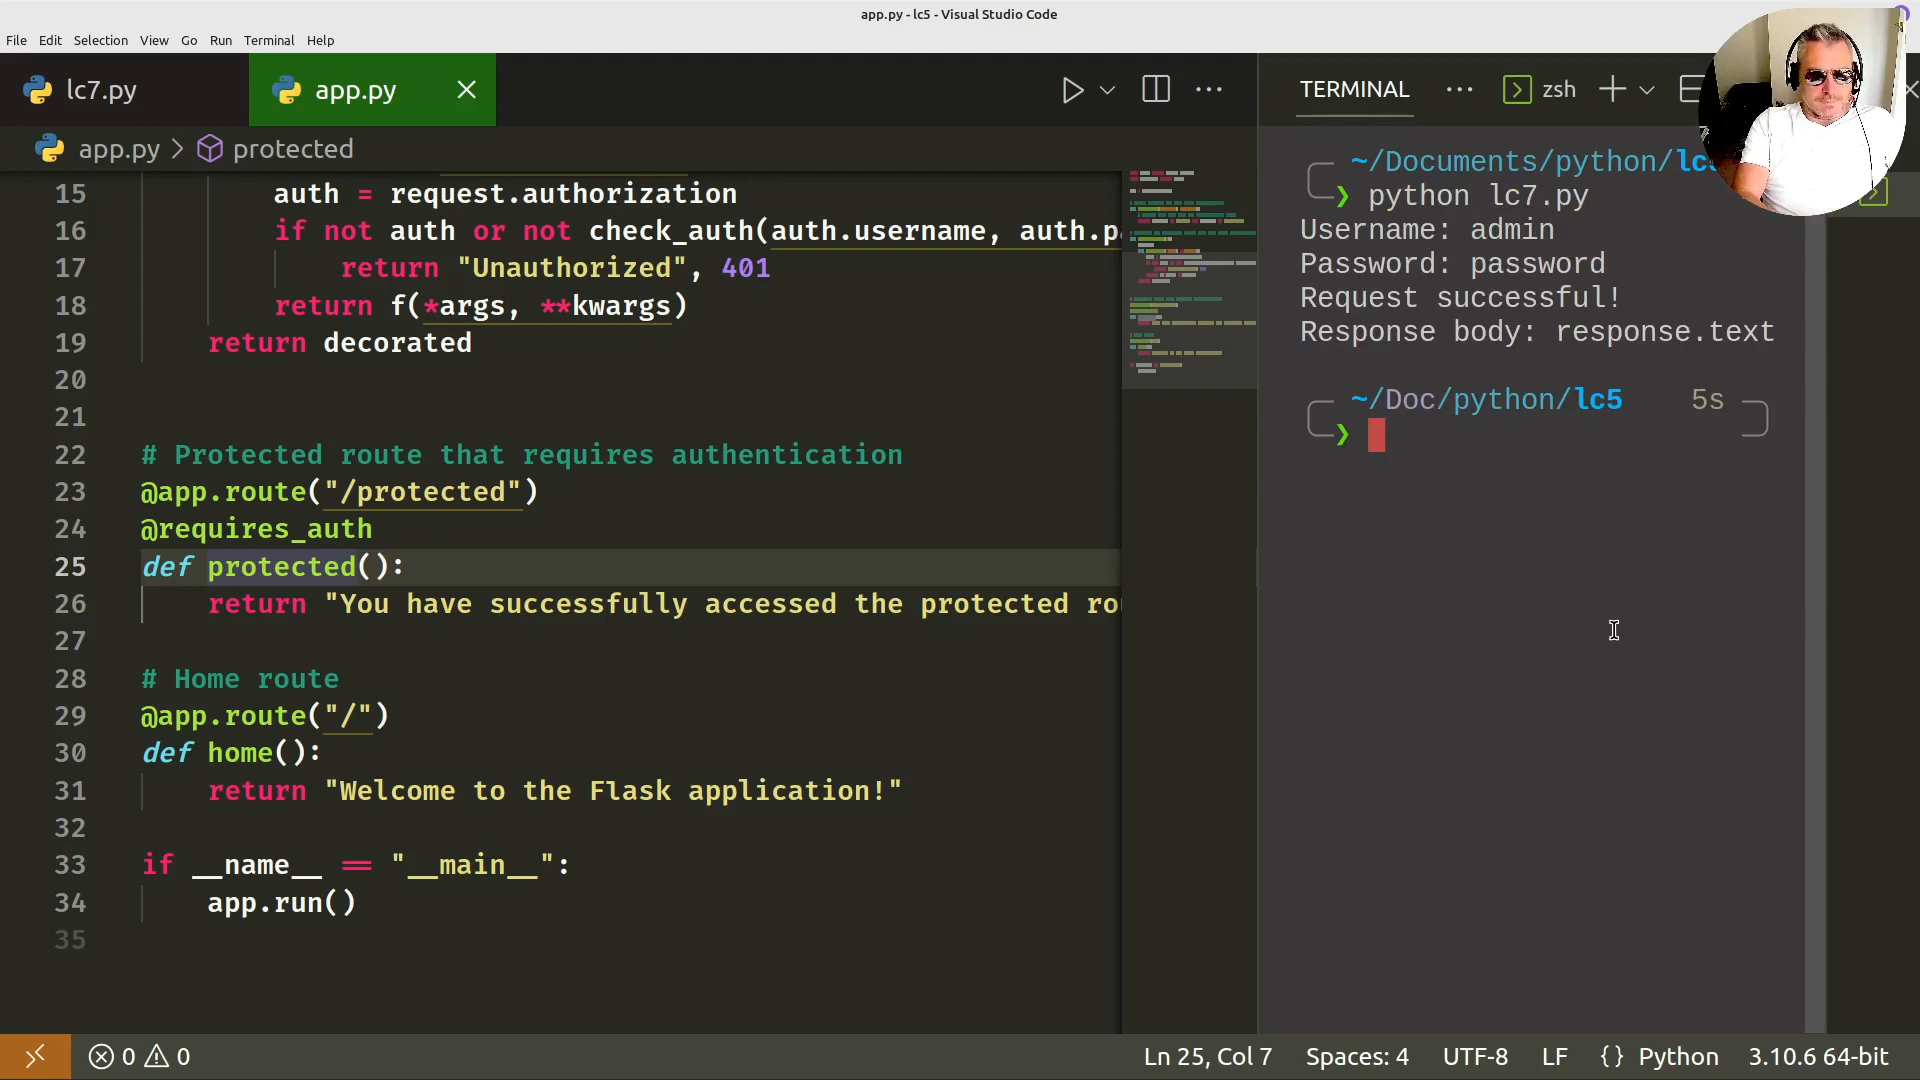 app.py - lc5 - Visual Studio Code
File Edit Selection View Go Run Terminal Help
lc7.py
app.py
TERMINAL
zsh
app.py > protected
15 auth = request.authorization
16 if not auth or not check_auth(auth.username, auth.p
17 return "Unauthorized", 401
18 return f(*args, **kwargs)
19 return decorated
20
21
22 # Protected route that requires authentication
23 @app.route("/protected")
24 @requires_auth
25 def protected():
26 return "You have successfully accessed the protected ro
27
28 # Home route
29 @app.route("/")
30 def home():
31 return "Welcome to the Flask application!"
32
33 if __name__ == "__main__":
34 app.run()
35
~/Documents/python/lc
❯ python lc7.py
Username: admin
Password: password
Request successful!
Response body: response.text
~/Doc/python/lc5 5s
❯
0 0
Ln 25, Col 7 Spaces: 4 UTF-8 LF {} Python 3.10.6 64-bit